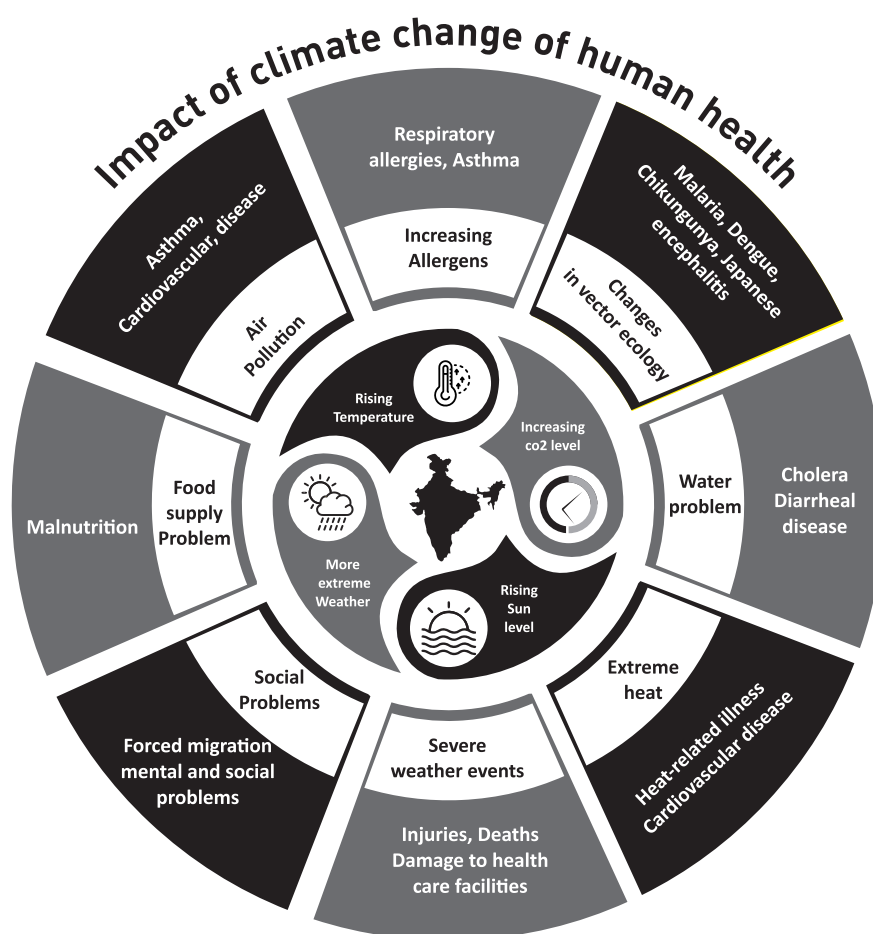 Impact of climate change of human health
Respiratory
allergies, Asthma
Increasing
Allergens
Malaria, Dengue,
Chikungunya, Japanese
encephalitis
Changes
in vector ecology
Cholera
Diarrheal
disease
Water
problem
Heat-related illness
Cardiovascular disease
Extreme
heat
Injuries, Deaths
Damage to health
care facilities
Severe
weather events
Forced migration
mental and social
problems
Social
Problems
Malnutrition
Food
supply
Problem
Asthma,
Cardiovascular, disease
Air
Pollution
Rising
Temperature
Increasing
co2 level
Rising
Sun
level
More
extreme
Weather